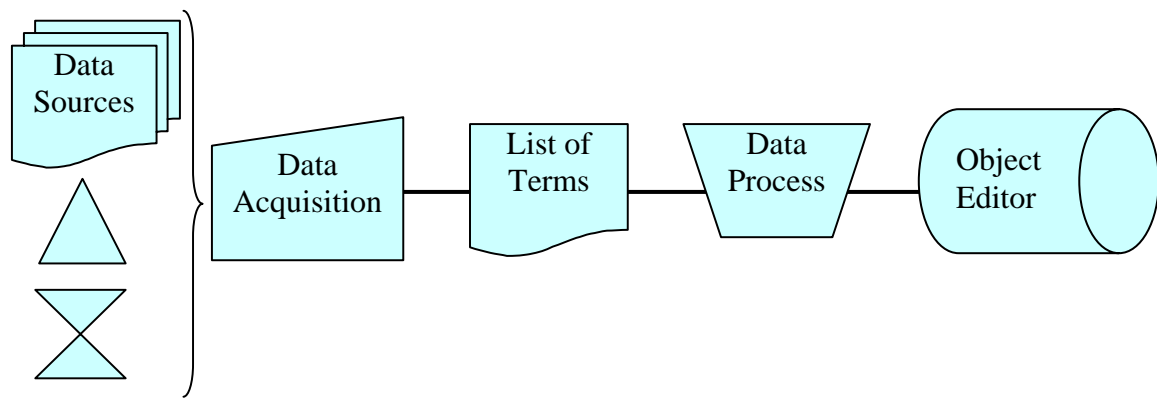 Data
Sources
Data
Acquisition
List of
Terms
Data
Process
Object
Editor